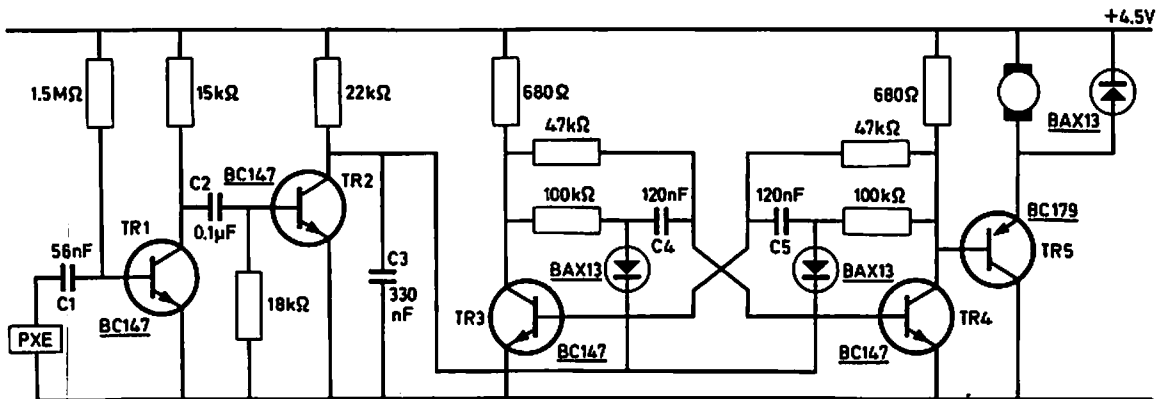 +4.5V
1.5MΩ
15kΩ
22kΩ
680Ω
680Ω
47kΩ
47kΩ
BAX13
C2
BC147
TR2
100kΩ
120nF
120nF
100kΩ
BC179
0.1µF
C4
C5
TR1
56nF
C1
C3
330
nF
BAX13
BAX13
TR5
18kΩ
TR3
TR4
PXE
BC147
BC147
BC147